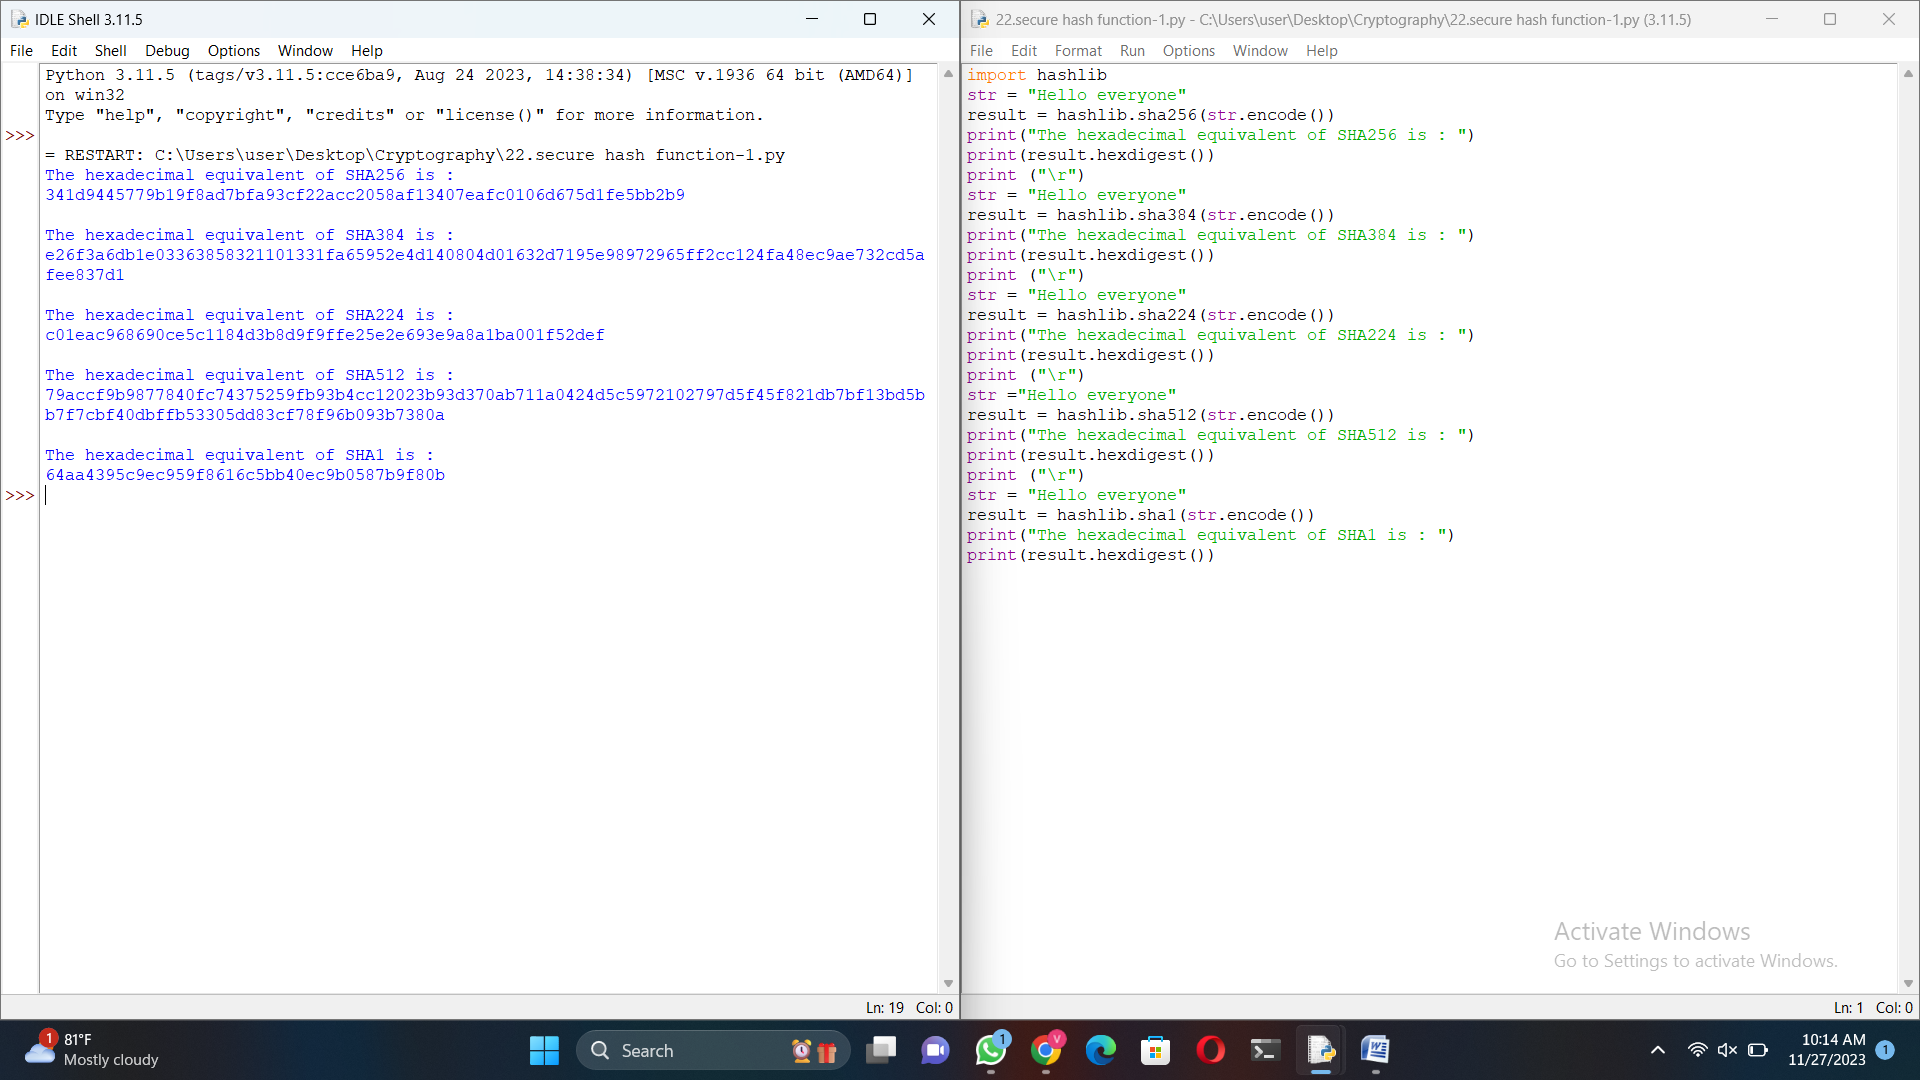 IDLE Shell 3.11.5
File Edit Shell Debug Options Window Help
Python 3.11.5 (tags/v3.11.5:cce6ba9, Aug 24 2023, 14:38:34) [MSC v.1936 64 bit (AMD64)]
on win32
Type "help", "copyright", "credits" or "license()" for more information.
>>>
= RESTART: C:\Users\user\Desktop\Cryptography\22.secure hash function-1.py
The hexadecimal equivalent of SHA256 is :
341d9445779b19f8ad7bfa93cf22acc2058af13407eafc0106d675d1fe5bb2b9
The hexadecimal equivalent of SHA384 is :
e26f3a6db1e03363858321101331fa65952e4d140804d01632d7195e98972965ff2cc124fa48ec9ae732cd5a
fee837d1
The hexadecimal equivalent of SHA224 is :
c01eac968690ce5c1184d3b8d9f9ffe25e2e693e9a8a1ba001f52def
The hexadecimal equivalent of SHA512 is :
79accf9b9877840fc74375259fb93b4cc12023b93d370ab711a0424d5c5972102797d5f45f821db7bf13bd5b
b7f7cbf40dbffb53305dd83cf78f96b093b7380a
The hexadecimal equivalent of SHA1 is :
64aa4395c9ec959f8616c5bb40ec9b0587b9f80b
>>>
Ln: 19 Col: 0
22.secure hash function-1.py - C:\Users\user\Desktop\Cryptography\22.secure hash function-1.py (3.11.5)
File Edit Format Run Options Window Help
import hashlib
str = "Hello everyone"
result = hashlib.sha256(str.encode())
print("The hexadecimal equivalent of SHA256 is : ")
print(result.hexdigest())
print ("\r")
str = "Hello everyone"
result = hashlib.sha384(str.encode())
print("The hexadecimal equivalent of SHA384 is : ")
print(result.hexdigest())
print ("\r")
str = "Hello everyone"
result = hashlib.sha224(str.encode())
print("The hexadecimal equivalent of SHA224 is : ")
print(result.hexdigest())
print ("\r")
str ="Hello everyone"
result = hashlib.sha512(str.encode())
print("The hexadecimal equivalent of SHA512 is : ")
print(result.hexdigest())
print ("\r")
str = "Hello everyone"
result = hashlib.sha1(str.encode())
print("The hexadecimal equivalent of SHA1 is : ")
print(result.hexdigest())
Activate Windows
Go to Settings to activate Windows.
Ln: 1 Col: 0
1
81°F
Mostly cloudy
Search
1
V
10:14 AM
11/27/2023
1